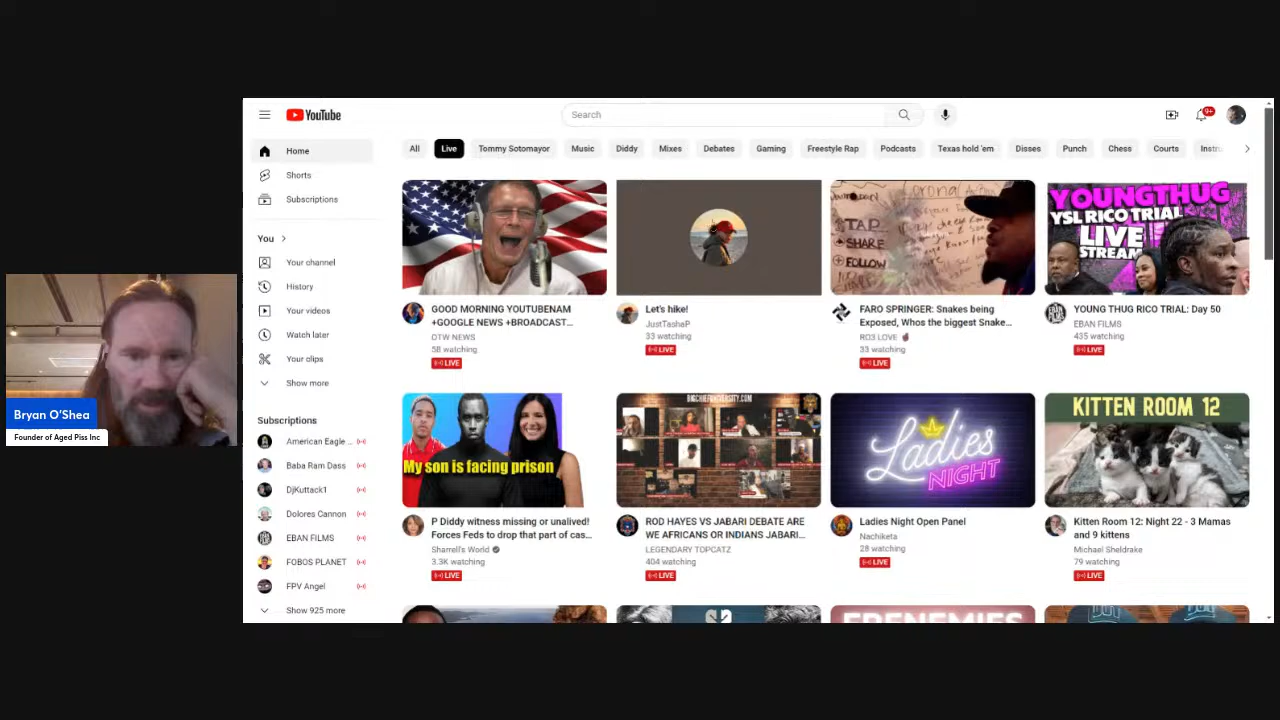 YouTube
Search
9+
Home
Shorts
Subscriptions
You
Your channel
History
Your videos
Watch later
Your clips
Show more
Subscriptions
American Eagle ...
Baba Ram Dass
DjKuttack1
Dolores Cannon
EBAN FILMS
FOBOS PLANET
FPV Angel
Show 925 more
All Live Tommy Sotomayor Music Diddy Mixes Debates Gaming Freestyle Rap Podcasts Texas hold 'em Disses Punch Chess Courts
TAP
SHARE
FOLLOW
YOUNGTHUG
YSL RICO TRIAL
LIVE
STREAM
GOOD MORNING YOUTUBENAM
+GOOGLE NEWS +BROADCAST...
OTW NEWS
58 watching
LIVE
Let's hike!
JustTashaP
33 watching
LIVE
FARO SPRINGER: Snakes being
Exposed, Whos the biggest Snake...
RO3 LOVE
33 watching
LIVE
YOUNG THUG RICO TRIAL: Day 50
EBAN FILMS
435 watching
LIVE
My son is facing prison
BIGCHIEFUNIVERSITY.COM
Ladies
NIGHT
KITTEN ROOM 12
P Diddy witness missing or unalived!
Forces Feds to drop that part of cas...
Sharrell's World
3.3K watching
LIVE
ROD HAYES VS JABARI DEBATE ARE
WE AFRICANS OR INDIANS JABARI...
LEGENDARY TOPCATZ
404 watching
LIVE
Ladies Night Open Panel
Nachiketa
28 watching
LIVE
Kitten Room 12: Night 22 - 3 Mamas
and 9 kittens
Michael Sheldrake
79 watching
LIVE
FRENEMIES
Bryan O'Shea
Founder of Aged Piss Inc